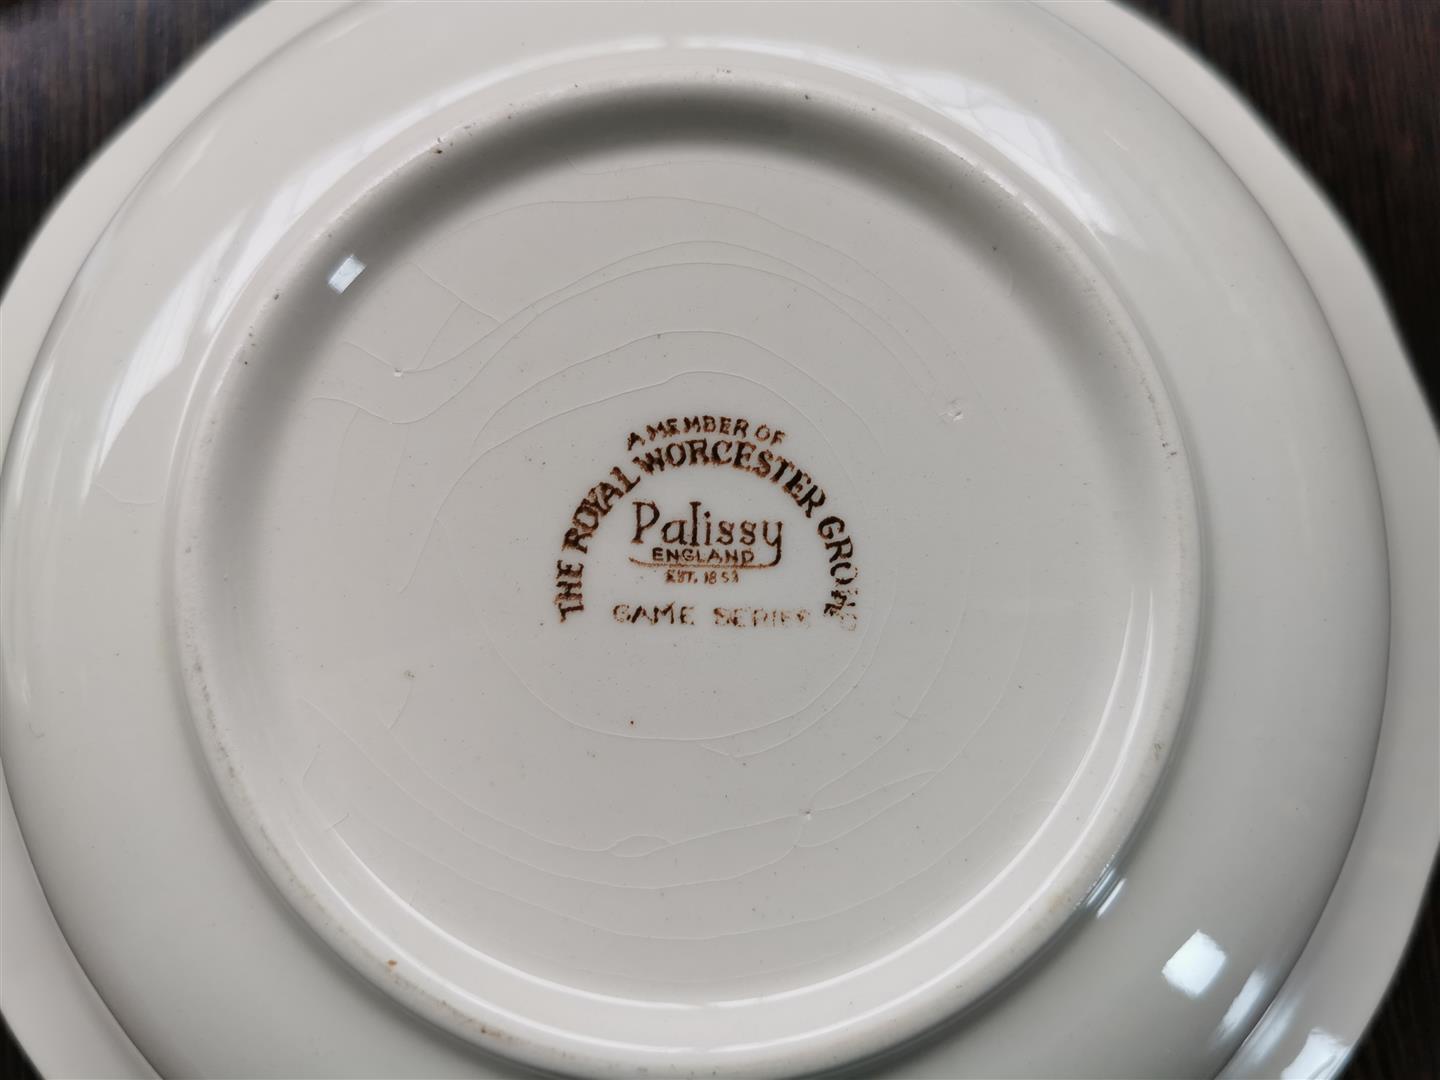 A MEMBER OF
THE ROYAL WORCESTER GROUP
Palissy
ENGLAND
EST. 1853
GAME SERIES